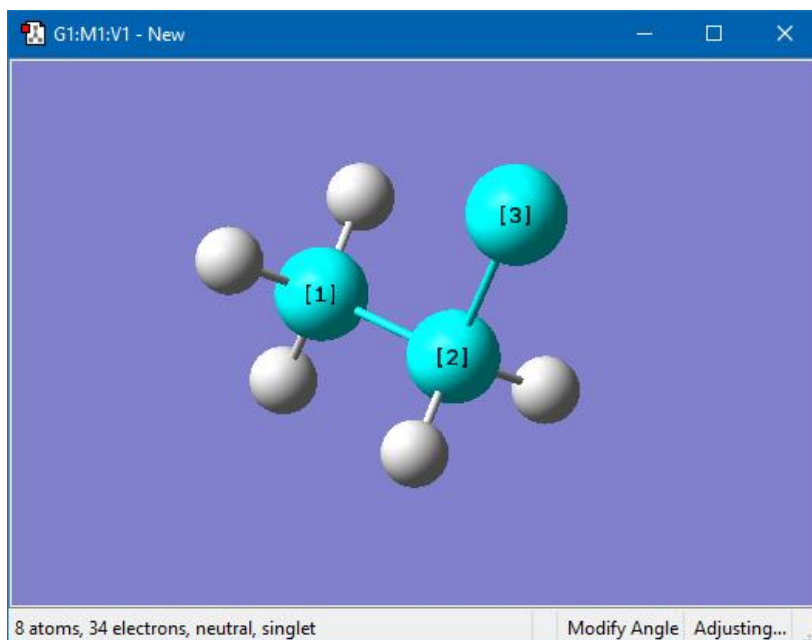 G1:M1:V1 - New
[3]
[1]
[2]
8 atoms, 34 electrons, neutral, singlet Modify Angle Adjusting...